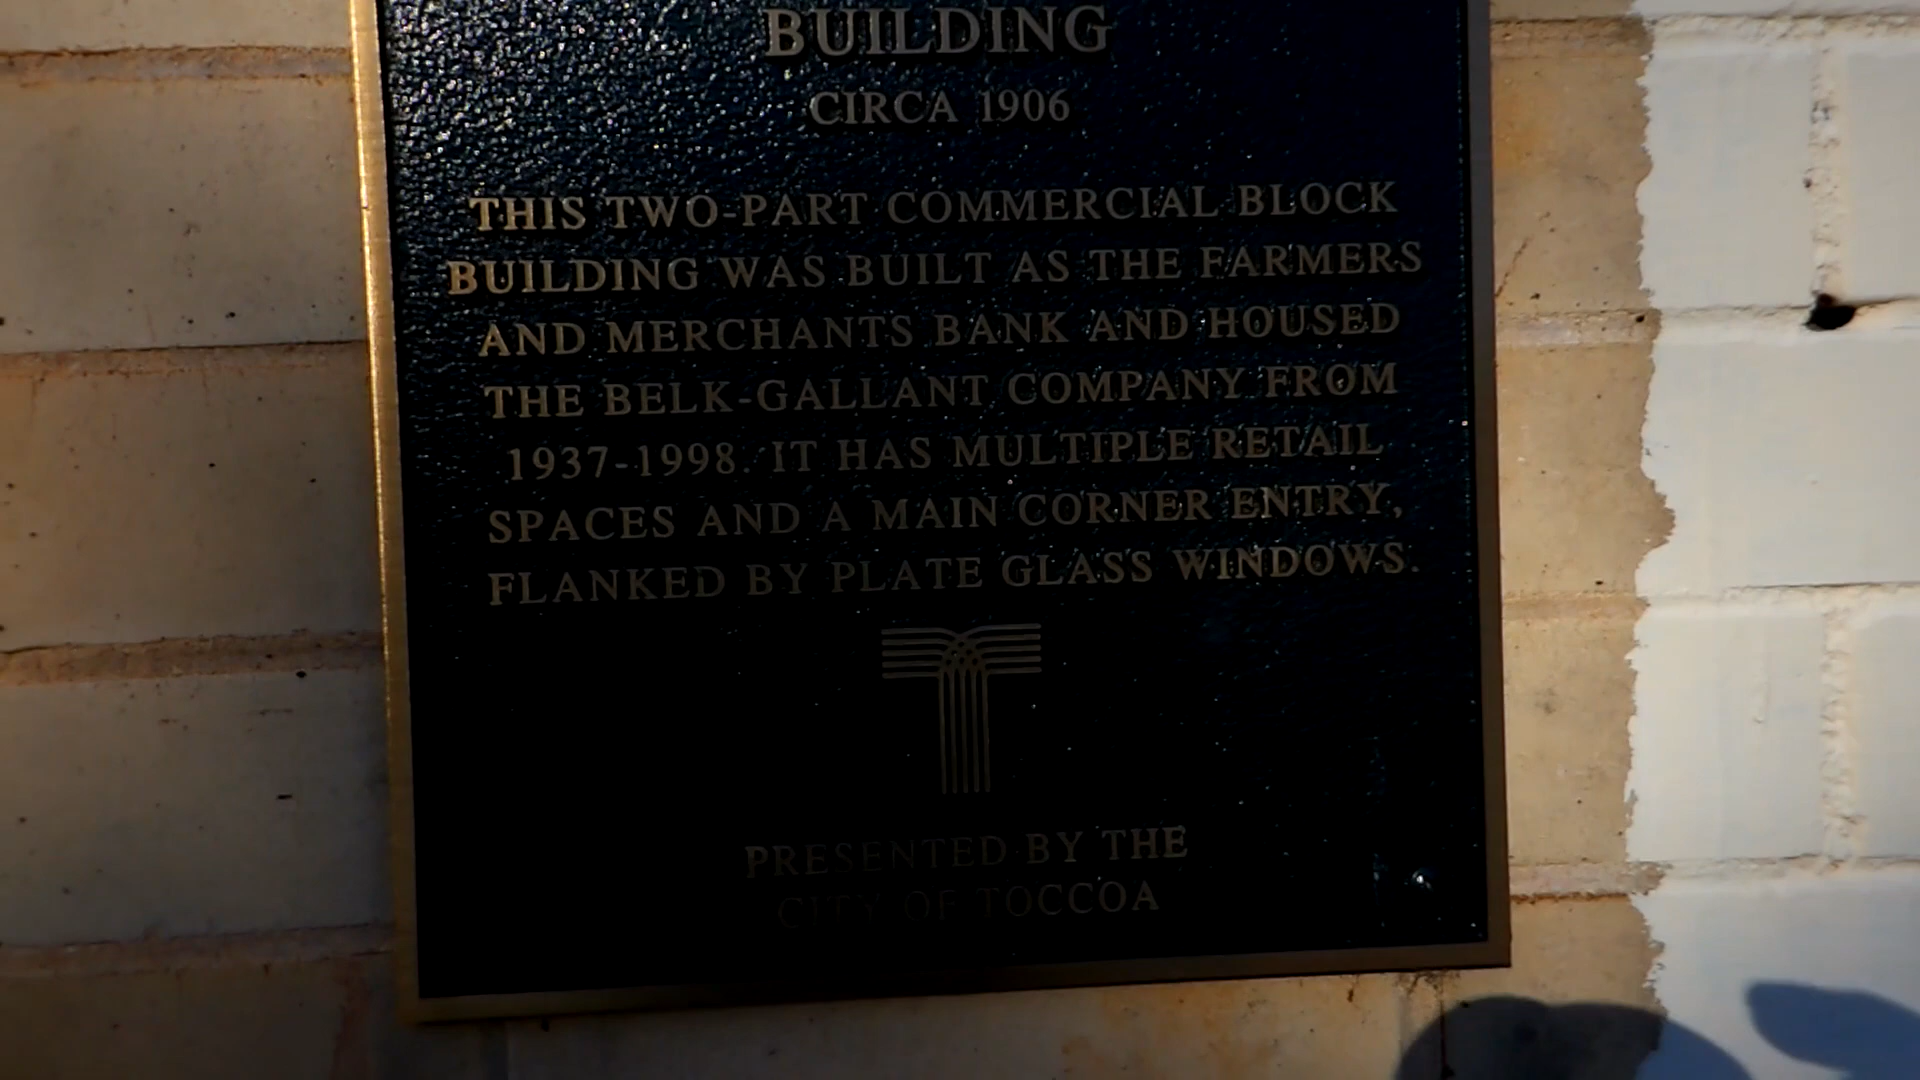 BUILDING
CIRCA 1906
THIS TWO-PART COMMERCIAL BLOCK
BUILDING WAS BUILT AS THE FARMERS
AND MERCHANTS BANK AND HOUSED
THE BELK-GALLANT COMPANY FROM
1937-1998. IT HAS MULTIPLE RETAIL
SPACES AND A MAIN CORNER ENTRY,
FLANKED BY PLATE GLASS WINDOWS.
PRESENTED BY THE
CITY OF TOCCOA